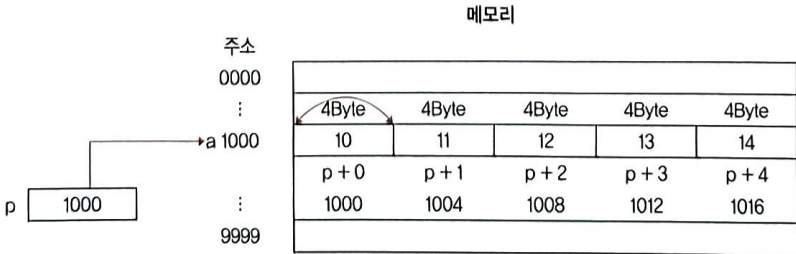 메모리
주소
0000
⋮ 4Byte 4Byte 4Byte 4Byte 4Byte
a 1000 10 11 12 13 14
p+0 p+1 p+2 p+3 p+4
p 1000 ⋮ 1000 1004 1008 1012 1016
9999